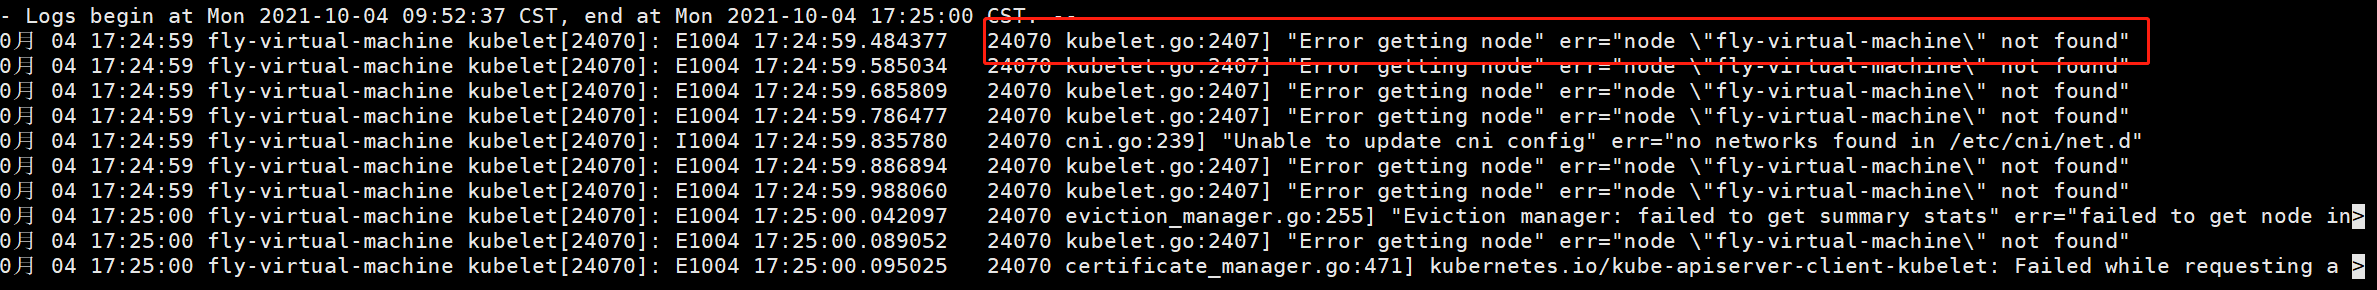 - Logs begin at Mon 2021-10-04 09:52:37 CST, end at Mon 2021-10-04 17:25:00 CST. --
0月 04 17:24:59 fly-virtual-machine kubelet[24070]: E1004 17:24:59.484377   24070 kubelet.go:2407] "Error getting node" err="node \"fly-virtual-machine\" not found"
0月 04 17:24:59 fly-virtual-machine kubelet[24070]: E1004 17:24:59.585034   24070 kubelet.go:2407] "Error getting node" err="node \"fly-virtual-machine\" not found"
0月 04 17:24:59 fly-virtual-machine kubelet[24070]: E1004 17:24:59.685809   24070 kubelet.go:2407] "Error getting node" err="node \"fly-virtual-machine\" not found"
0月 04 17:24:59 fly-virtual-machine kubelet[24070]: E1004 17:24:59.786477   24070 kubelet.go:2407] "Error getting node" err="node \"fly-virtual-machine\" not found"
0月 04 17:24:59 fly-virtual-machine kubelet[24070]: I1004 17:24:59.835780   24070 cni.go:239] "Unable to update cni config" err="no networks found in /etc/cni/net.d"
0月 04 17:24:59 fly-virtual-machine kubelet[24070]: E1004 17:24:59.886894   24070 kubelet.go:2407] "Error getting node" err="node \"fly-virtual-machine\" not found"
0月 04 17:24:59 fly-virtual-machine kubelet[24070]: E1004 17:24:59.988060   24070 kubelet.go:2407] "Error getting node" err="node \"fly-virtual-machine\" not found"
0月 04 17:25:00 fly-virtual-machine kubelet[24070]: E1004 17:25:00.042097   24070 eviction_manager.go:255] "Eviction manager: failed to get summary stats" err="failed to get node in>
0月 04 17:25:00 fly-virtual-machine kubelet[24070]: E1004 17:25:00.089052   24070 kubelet.go:2407] "Error getting node" err="node \"fly-virtual-machine\" not found"
0月 04 17:25:00 fly-virtual-machine kubelet[24070]: E1004 17:25:00.095025   24070 certificate_manager.go:471] kubernetes.io/kube-apiserver-client-kubelet: Failed while requesting a >